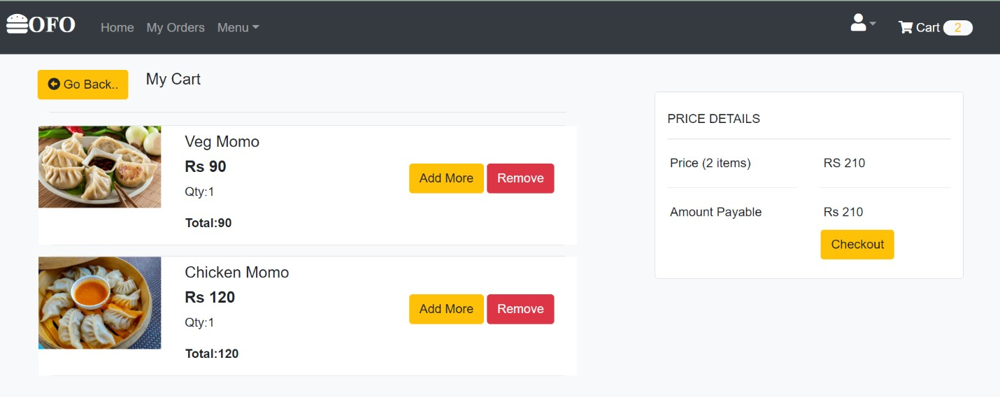 OFO
Home My Orders Menu
Cart 2
Go Back..
My Cart
Veg Momo
Rs 90
Qty:1
Total:90
Add More Remove
Chicken Momo
Rs 120
Qty:1
Total:120
Add More Remove
PRICE DETAILS
Price (2 items) RS 210
Amount Payable Rs 210
Checkout